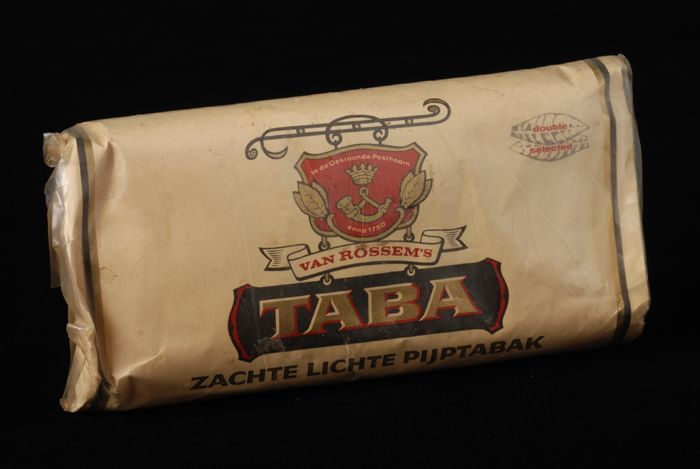 double
selected
In de Gekroonde Posthoorn
anno 1750
VAN ROSSEM'S
TABA
ZACHTE LICHTE PIJPTABAK